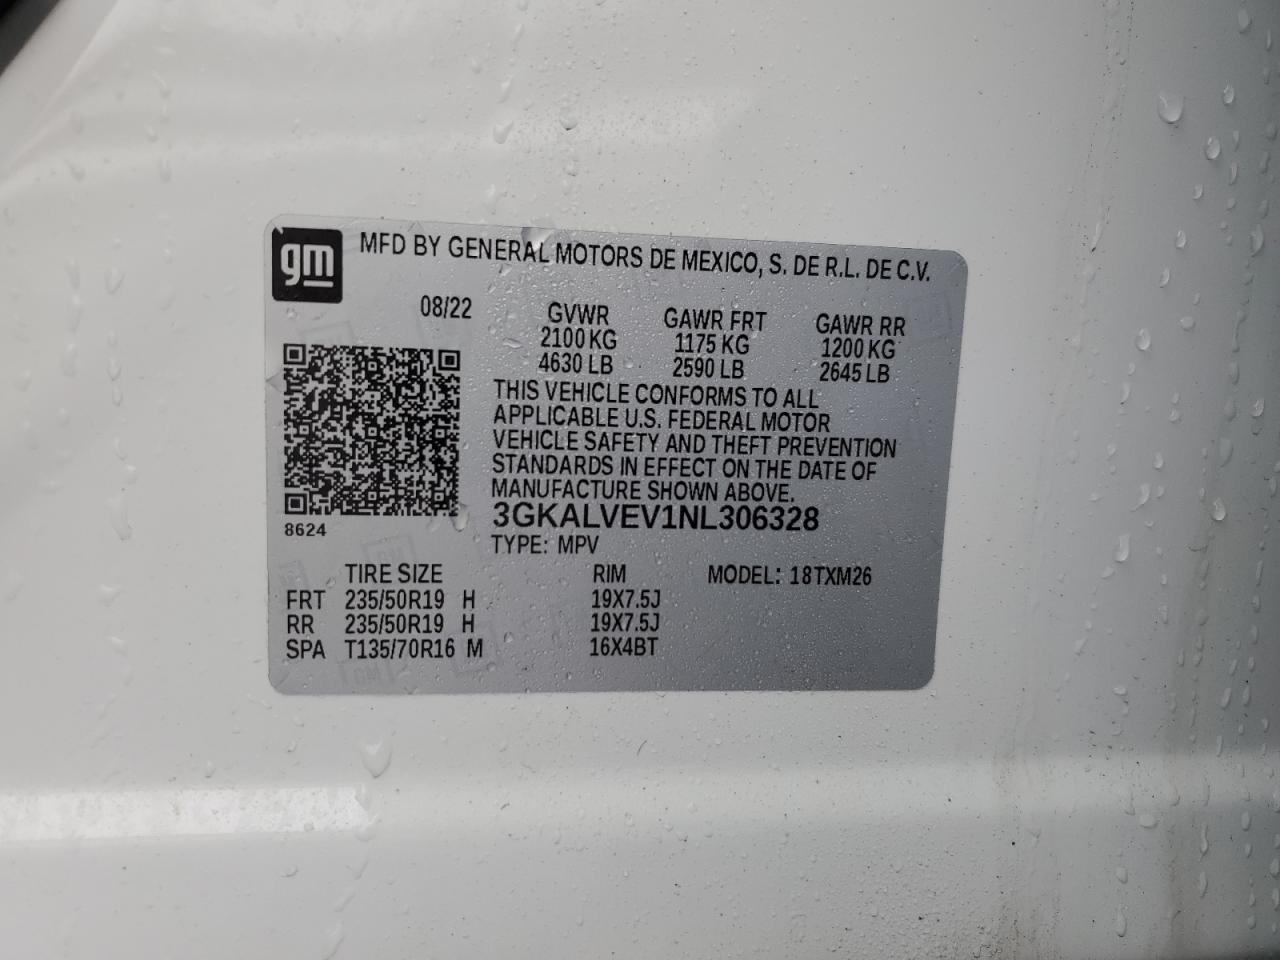 gm
MFD BY GENERAL MOTORS DE MEXICO, S. DE R.L. DE C.V.
08/22
GVWR GAWR FRT GAWR RR
2100 KG 1175 KG 1200 KG
4630 LB 2590 LB 2645 LB
THIS VEHICLE CONFORMS TO ALL
APPLICABLE U.S. FEDERAL MOTOR
VEHICLE SAFETY AND THEFT PREVENTION
STANDARDS IN EFFECT ON THE DATE OF
MANUFACTURE SHOWN ABOVE.
3GKALVEV1NL306328
8624
TYPE: MPV
TIRE SIZE RIM MODEL: 18TXM26
FRT 235/50R19 H 19X7.5J
RR 235/50R19 H 19X7.5J
SPA T135/70R16 M 16X4BT